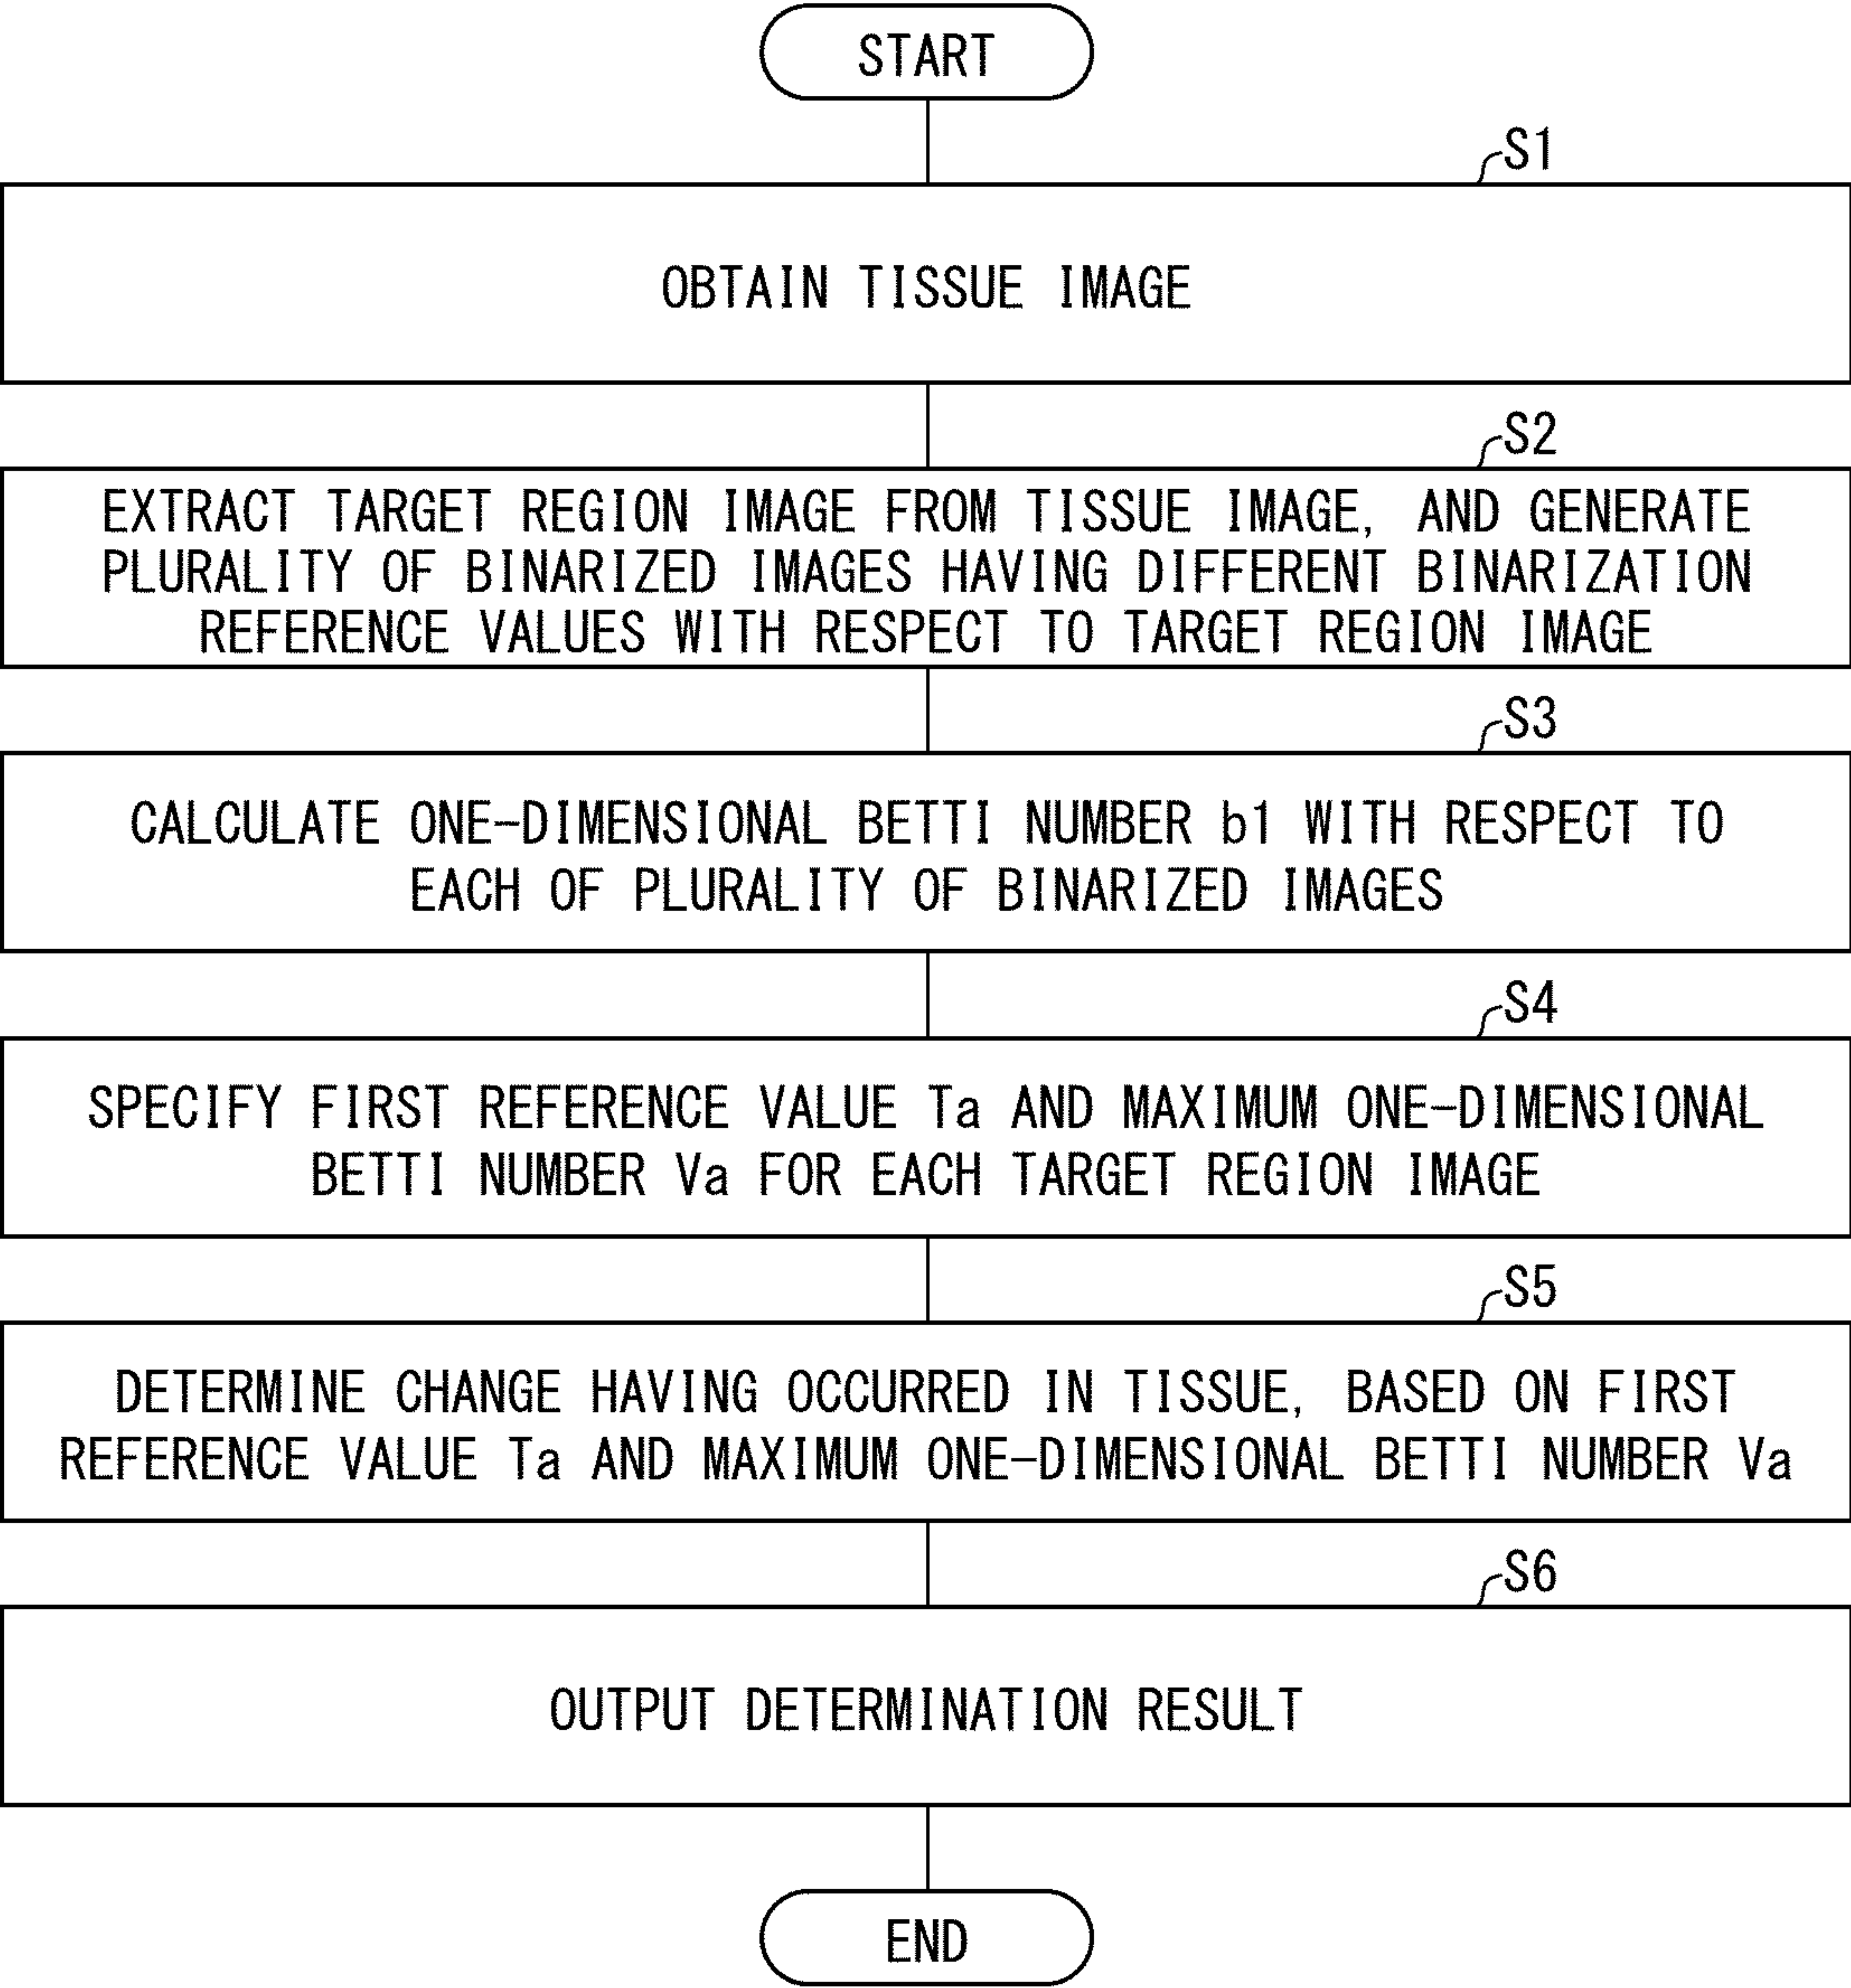 START
S1
OBTAIN TISSUE IMAGE
S2
EXTRACT TARGET REGION IMAGE FROM TISSUE IMAGE, AND GENERATE
PLURALITY OF BINARIZED IMAGES HAVING DIFFERENT BINARIZATION
REFERENCE VALUES WITH RESPECT TO TARGET REGION IMAGE
S3
CALCULATE ONE-DIMENSIONAL BETTI NUMBER b1 WITH RESPECT TO
EACH OF PLURALITY OF BINARIZED IMAGES
S4
SPECIFY FIRST REFERENCE VALUE Ta AND MAXIMUM ONE-DIMENSIONAL
BETTI NUMBER Va FOR EACH TARGET REGION IMAGE
S5
DETERMINE CHANGE HAVING OCCURRED IN TISSUE, BASED ON FIRST
REFERENCE VALUE Ta AND MAXIMUM ONE-DIMENSIONAL BETTI NUMBER Va
S6
OUTPUT DETERMINATION RESULT
END